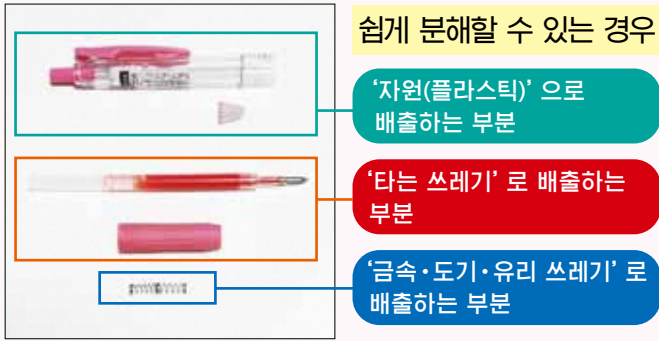 쉽게 분해할 수 있는 경우
‘자원(플라스틱)’ 으로
배출하는 부분
‘타는 쓰레기’ 로 배출하는
부분
‘금속·도기·유리 쓰레기’ 로
배출하는 부분